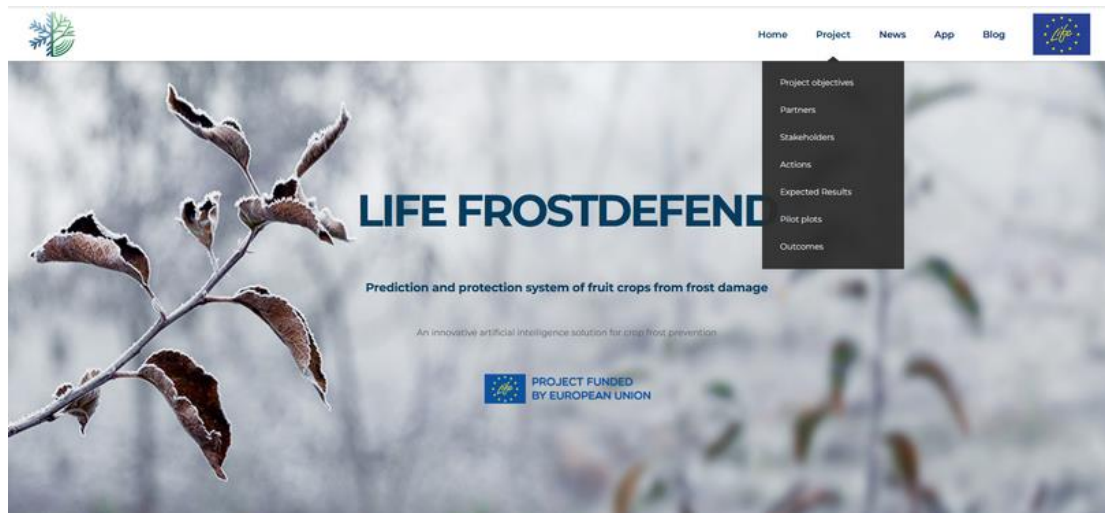 Home Project News App Blog
Life
Project objectives
Partners
Stakeholders
Actions
Expected Results
Pilot plots
Outcomes
LIFE FROSTDEFEND
Prediction and protection system of fruit crops from frost damage
An innovative artificial intelligence solution for crop frost prevention
Life
PROJECT FUNDED
BY EUROPEAN UNION